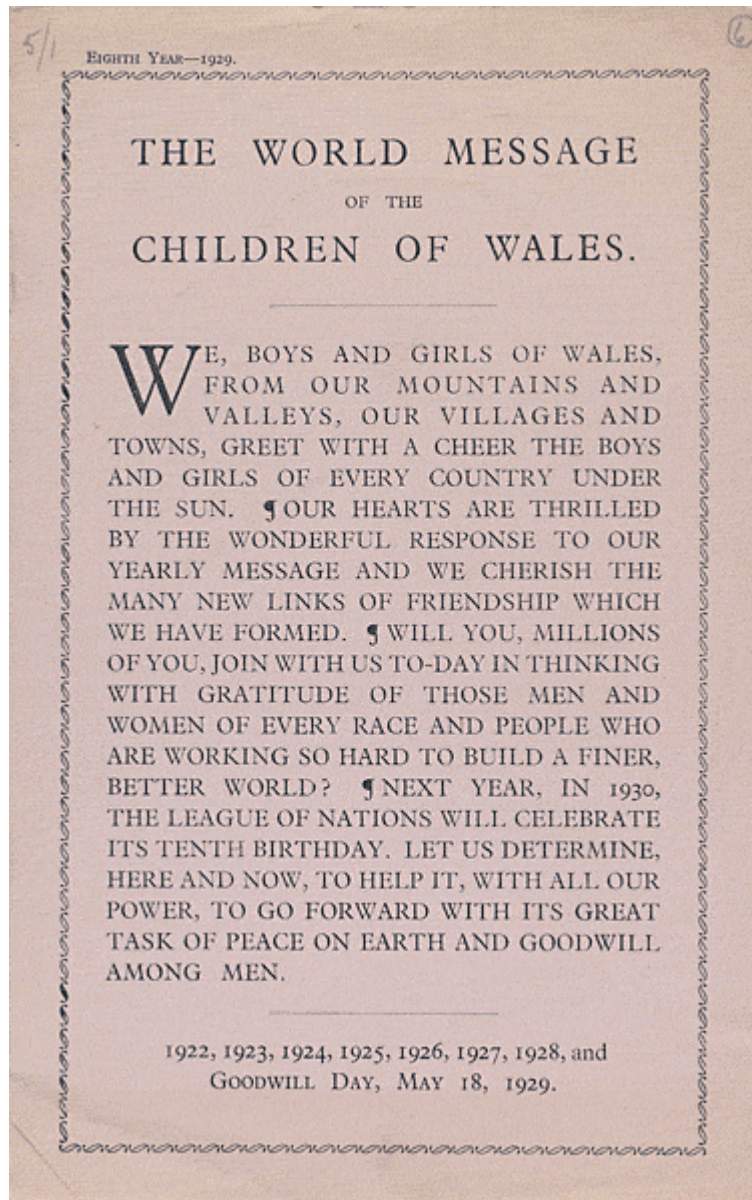 5/1
6
EIGHTH YEAR—1929.
THE WORLD MESSAGE
OF THE
CHILDREN OF WALES.
WE, BOYS AND GIRLS OF WALES,
FROM OUR MOUNTAINS AND
VALLEYS, OUR VILLAGES AND
TOWNS, GREET WITH A CHEER THE BOYS
AND GIRLS OF EVERY COUNTRY UNDER
THE SUN. ¶ OUR HEARTS ARE THRILLED
BY THE WONDERFUL RESPONSE TO OUR
YEARLY MESSAGE AND WE CHERISH THE
MANY NEW LINKS OF FRIENDSHIP WHICH
WE HAVE FORMED. ¶ WILL YOU, MILLIONS
OF YOU, JOIN WITH US TO-DAY IN THINKING
WITH GRATITUDE OF THOSE MEN AND
WOMEN OF EVERY RACE AND PEOPLE WHO
ARE WORKING SO HARD TO BUILD A FINER,
BETTER WORLD? ¶ NEXT YEAR, IN 1930,
THE LEAGUE OF NATIONS WILL CELEBRATE
ITS TENTH BIRTHDAY. LET US DETERMINE,
HERE AND NOW, TO HELP IT, WITH ALL OUR
POWER, TO GO FORWARD WITH ITS GREAT
TASK OF PEACE ON EARTH AND GOODWILL
AMONG MEN.
1922, 1923, 1924, 1925, 1926, 1927, 1928, and
GOODWILL DAY, MAY 18, 1929.